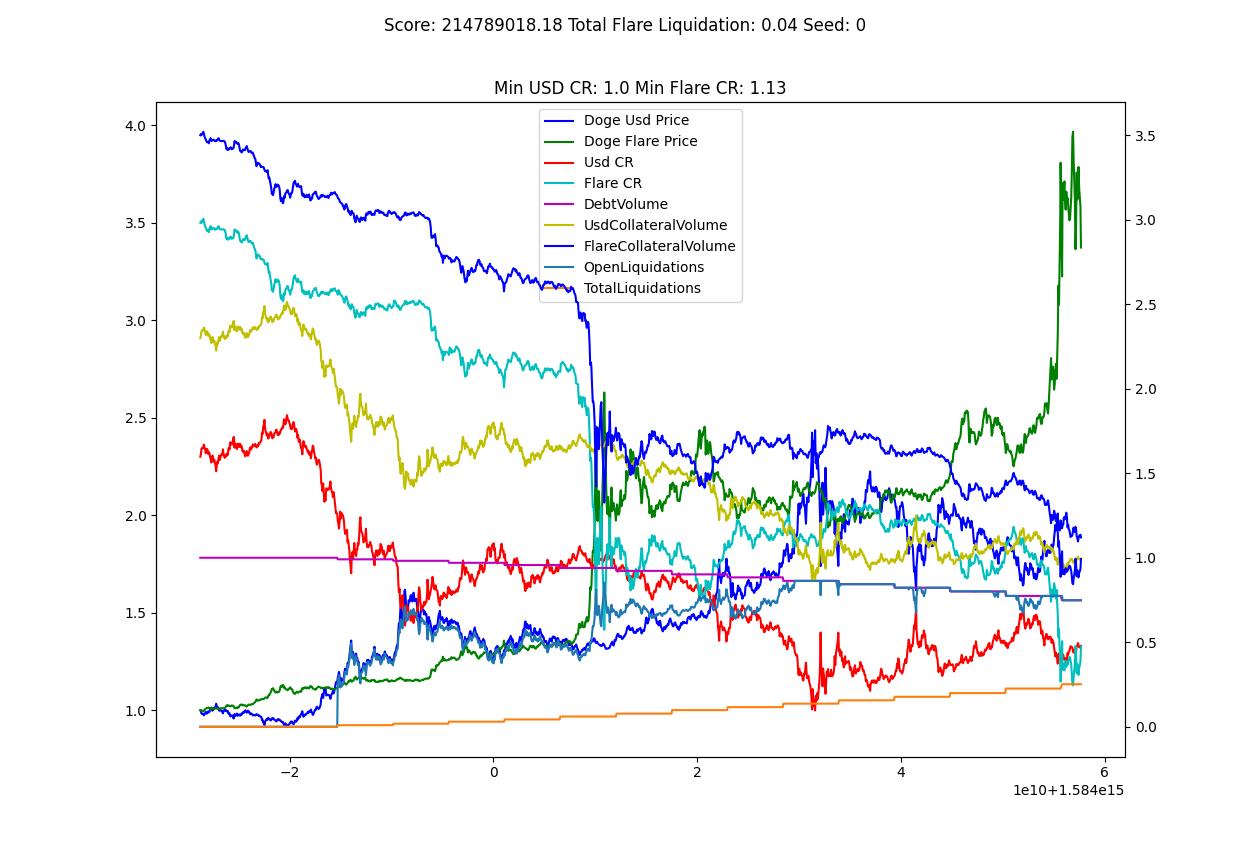 Score: 214789018.18 Total Flare Liquidation: 0.04 Seed: 0
Min USD CR: 1.0 Min Flare CR: 1.13
Doge Usd Price
Doge Flare Price
Usd CR
Flare CR
DebtVolume
UsdCollateralVolume
FlareCollateralVolume
OpenLiquidations
TotalLiquidations
4.0
3.5
3.0
2.5
2.0
1.5
1.0
3.5
3.0
2.5
2.0
1.5
1.0
0.5
0.0
−2 0 2 4 6
1e10+1.584e15